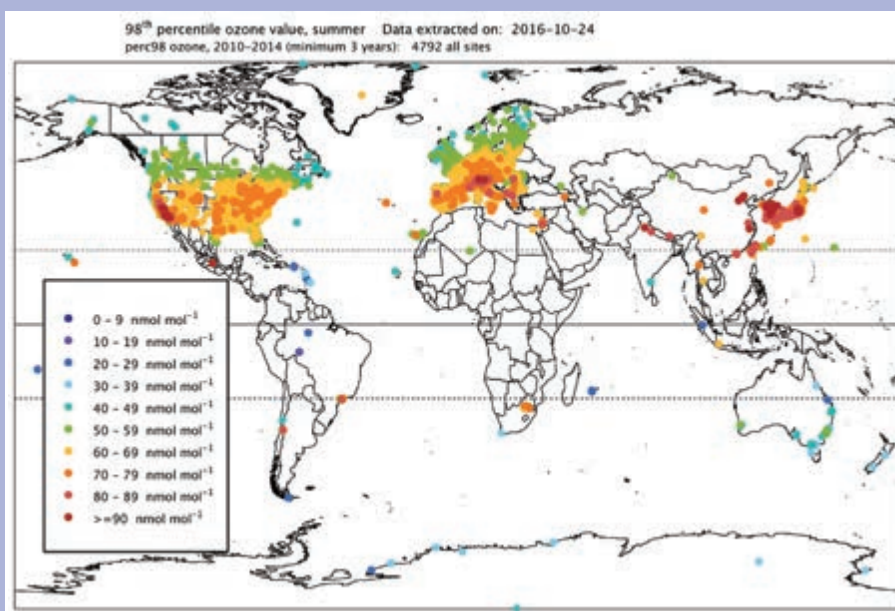 98th percentile ozone value, summer Data extracted on: 2016-10-24
perc98 ozone, 2010-2014 (minimum 3 years): 4792 all sites
0 - 9 nmol mol⁻¹
10 - 19 nmol mol⁻¹
20 - 29 nmol mol⁻¹
30 - 39 nmol mol⁻¹
40 - 49 nmol mol⁻¹
50 - 59 nmol mol⁻¹
60 - 69 nmol mol⁻¹
70 - 79 nmol mol⁻¹
80 - 89 nmol mol⁻¹
>=90 nmol mol⁻¹